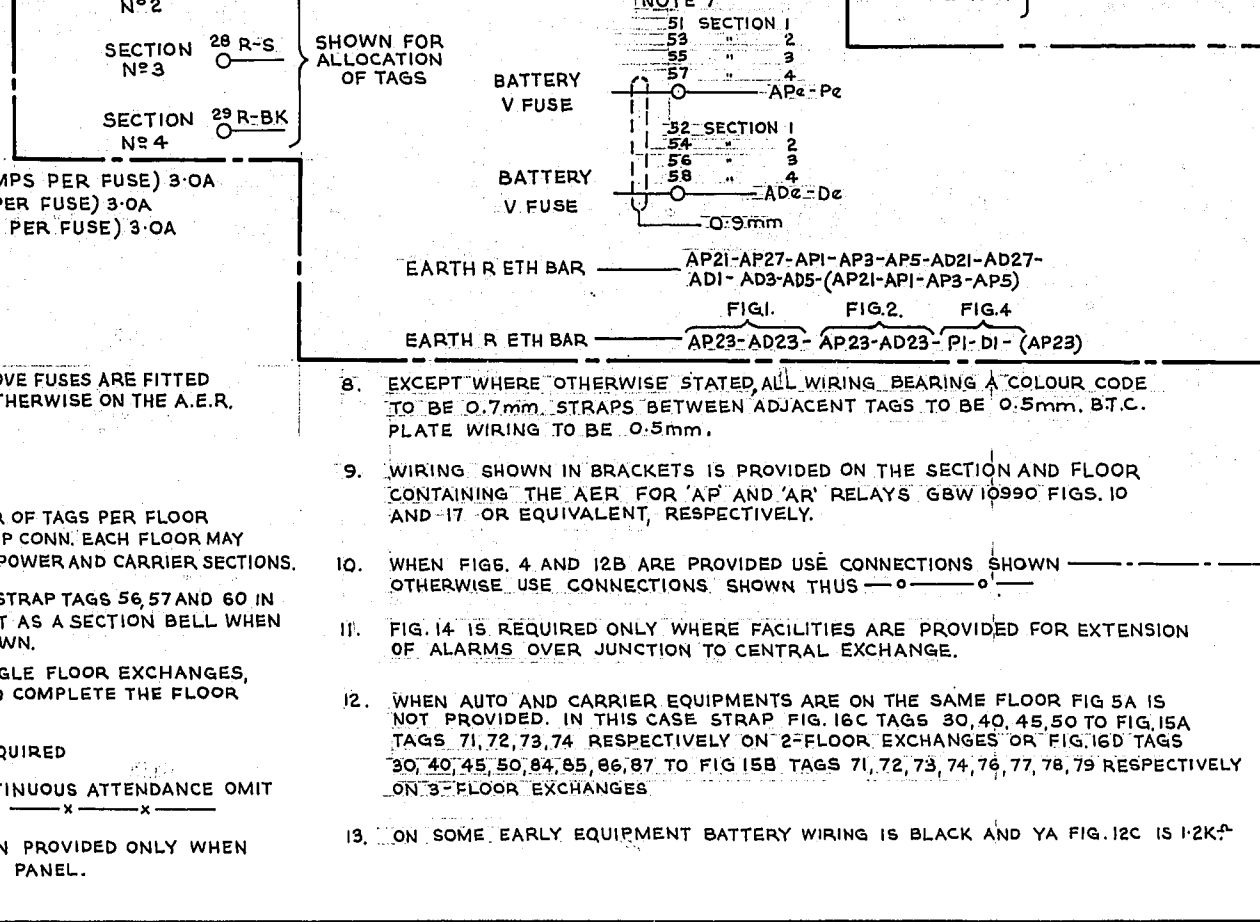 Nº 2
SECTION Nº 3
28 R-S
SECTION Nº 4
29 R-BK
SHOWN FOR
ALLOCATION
OF TAGS
MPS PER FUSE) 3·0A
PER FUSE) 3·0A
PER FUSE) 3·0A
NOTE 7
51 SECTION 1
53 " 2
55 " 3
57 " 4
BATTERY
V FUSE
APe-Pe
52 SECTION 1
54 " 2
56 " 3
58 " 4
BATTERY
V FUSE
ADe-De
0·9mm
EARTH R ETH BAR
AP21-AP27-AP1-AP3-AP5-AD21-AD27-
AD1- AD3-AD5-(AP21-AP1-AP3-AP5)
FIG.1. FIG.2. FIG.4
EARTH R ETH BAR
AP23-AD23- AP23-AD23- P1-D1- (AP23)
OVE FUSES ARE FITTED
THERWISE ON THE A.E.R.
R OF TAGS PER FLOOR
P CONN. EACH FLOOR MAY
POWER AND CARRIER SECTIONS.
STRAP TAGS 56,57 AND 60 IN
T AS A SECTION BELL WHEN
WN.
GLE FLOOR EXCHANGES,
COMPLETE THE FLOOR
QUIRED
TINUOUS ATTENDANCE OMIT
—x—x—
N PROVIDED ONLY WHEN
PANEL.
8. EXCEPT WHERE OTHERWISE STATED, ALL WIRING BEARING A COLOUR CODE
TO BE 0.7mm. STRAPS BETWEEN ADJACENT TAGS TO BE 0.5mm. B.T.C.
PLATE WIRING TO BE 0.5mm.
9. WIRING SHOWN IN BRACKETS IS PROVIDED ON THE SECTION AND FLOOR
CONTAINING THE AER FOR 'AP' AND 'AR' RELAYS GBW 10990 FIGS. 10
AND 17 OR EQUIVALENT, RESPECTIVELY.
10. WHEN FIGS. 4 AND 12B ARE PROVIDED USE CONNECTIONS SHOWN
OTHERWISE USE CONNECTIONS SHOWN THUS —o——o—
11. FIG. 14 IS REQUIRED ONLY WHERE FACILITIES ARE PROVIDED FOR EXTENSION
OF ALARMS OVER JUNCTION TO CENTRAL EXCHANGE.
12. WHEN AUTO AND CARRIER EQUIPMENTS ARE ON THE SAME FLOOR FIG 5A IS
NOT PROVIDED. IN THIS CASE STRAP FIG. 16C TAGS 30,40,45,50 TO FIG.15A
TAGS 71,72,73,74 RESPECTIVELY ON 2-FLOOR EXCHANGES OR FIG.16D TAGS
30,40,45,50,84,85,86,87 TO FIG 15B TAGS 71,72,73,74,76,77,78,79 RESPECTIVELY
ON 3-FLOOR EXCHANGES
13. ON SOME EARLY EQUIPMENT BATTERY WIRING IS BLACK AND YA FIG.12C IS 1·2KΩ